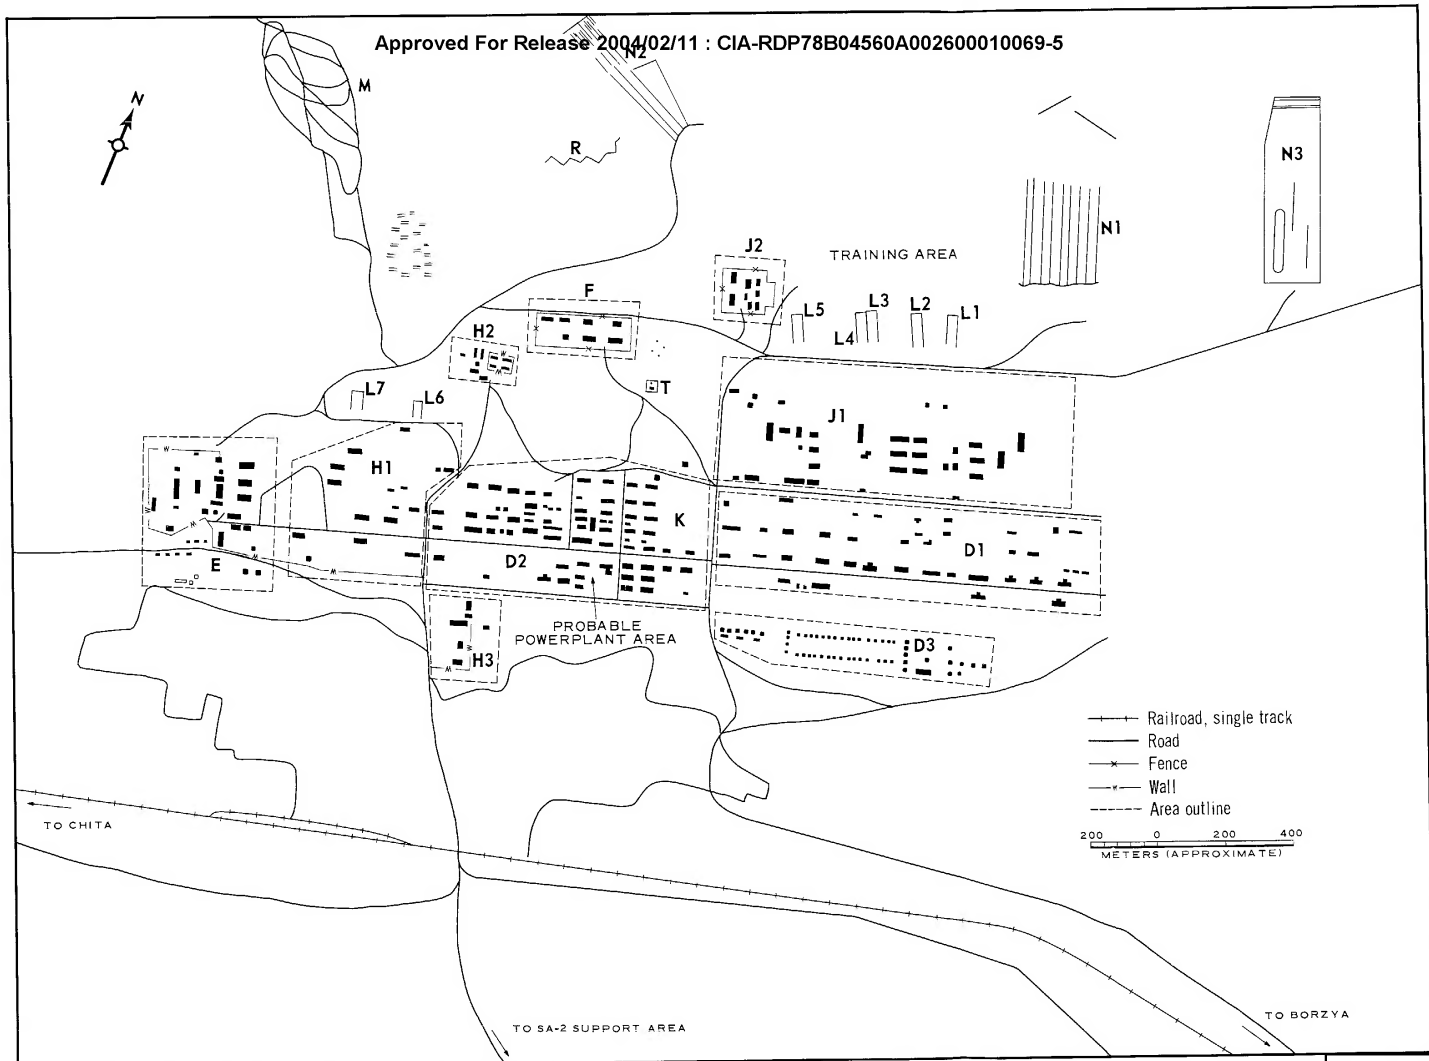 Approved For Release 2004/02/11 : CIA-RDP78B04560A002600010069-5
N2
M
N
R
N3
N1
J2
TRAINING AREA
F
L5
L3
L2
L1
L4
H2
L7
L6
T
J1
H1
K
D1
E
D2
PROBABLE
POWERPLANT AREA
D3
H3
Railroad, single track
Road
Fence
Wall
Area outline
200 0 200 400
METERS (APPROXIMATE)
TO CHITA
TO SA-2 SUPPORT AREA
TO BORZYA